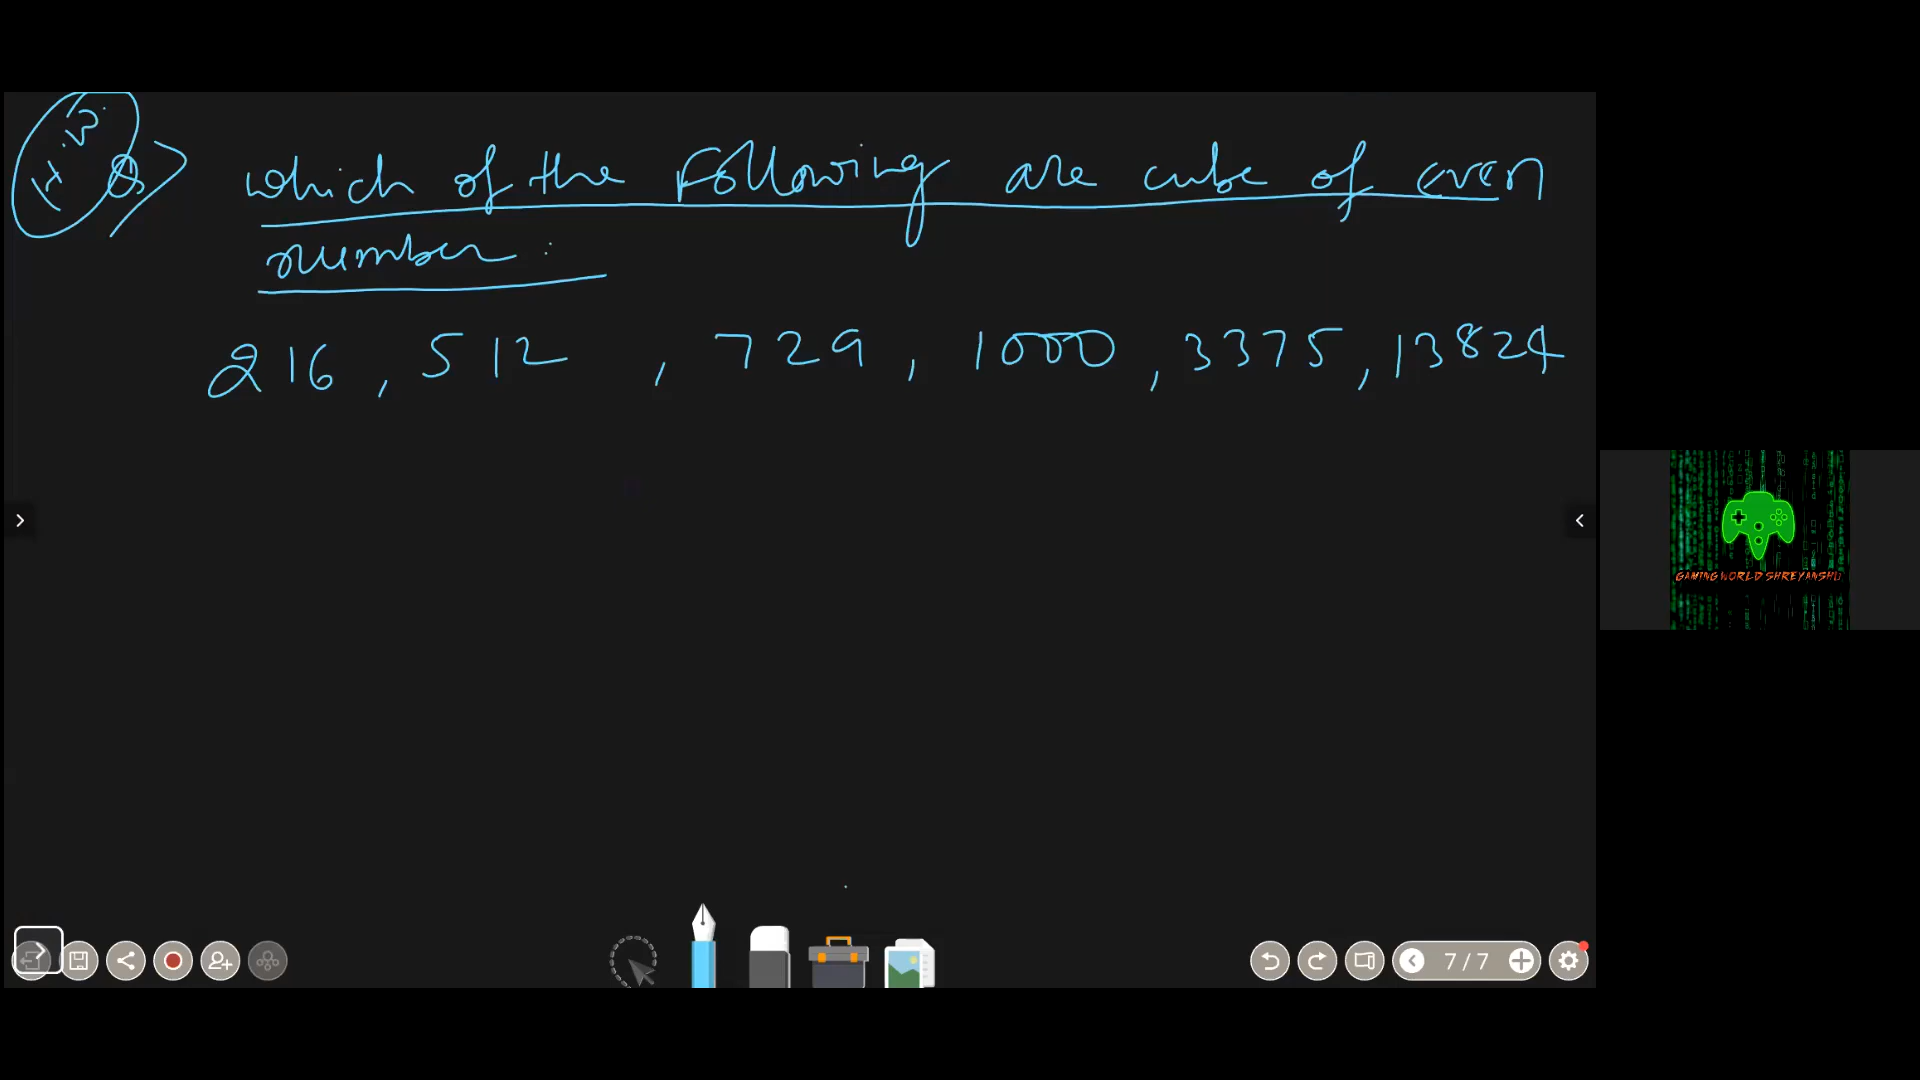 H.W.
Q> which of the Following are cube of even
number :
216, 512 , 729, 1000, 3375, 13824
GAMING WORLD SHREYANSHU
7/7